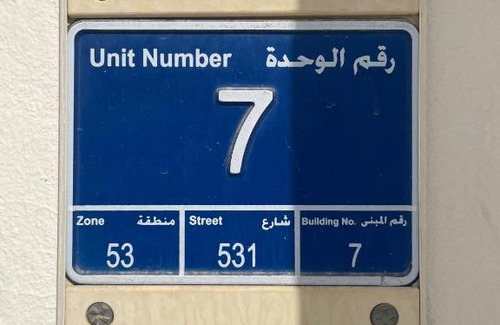 Unit Number رقم الوحدة
7
Zone منطقة Street شارع Building No. رقم المبنى
53 531 7